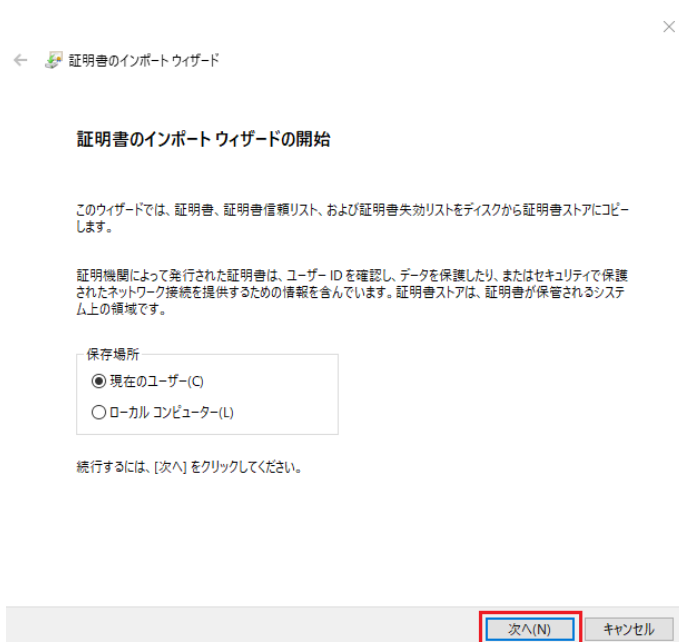 証明書のインポート ウィザード
証明書のインポート ウィザードの開始
このウィザードでは、証明書、証明書信頼リスト、および証明書失効リストをディスクから証明書ストアにコピー
します。
証明機関によって発行された証明書は、ユーザー ID を確認し、データを保護したり、またはセキュリティで保護
されたネットワーク接続を提供するための情報を含んでいます。証明書ストアは、証明書が保管されるシステ
ム上の領域です。
保存場所
現在のユーザー(C)
ローカル コンピューター(L)
続行するには、[次へ] をクリックしてください。
次へ(N)
キャンセル